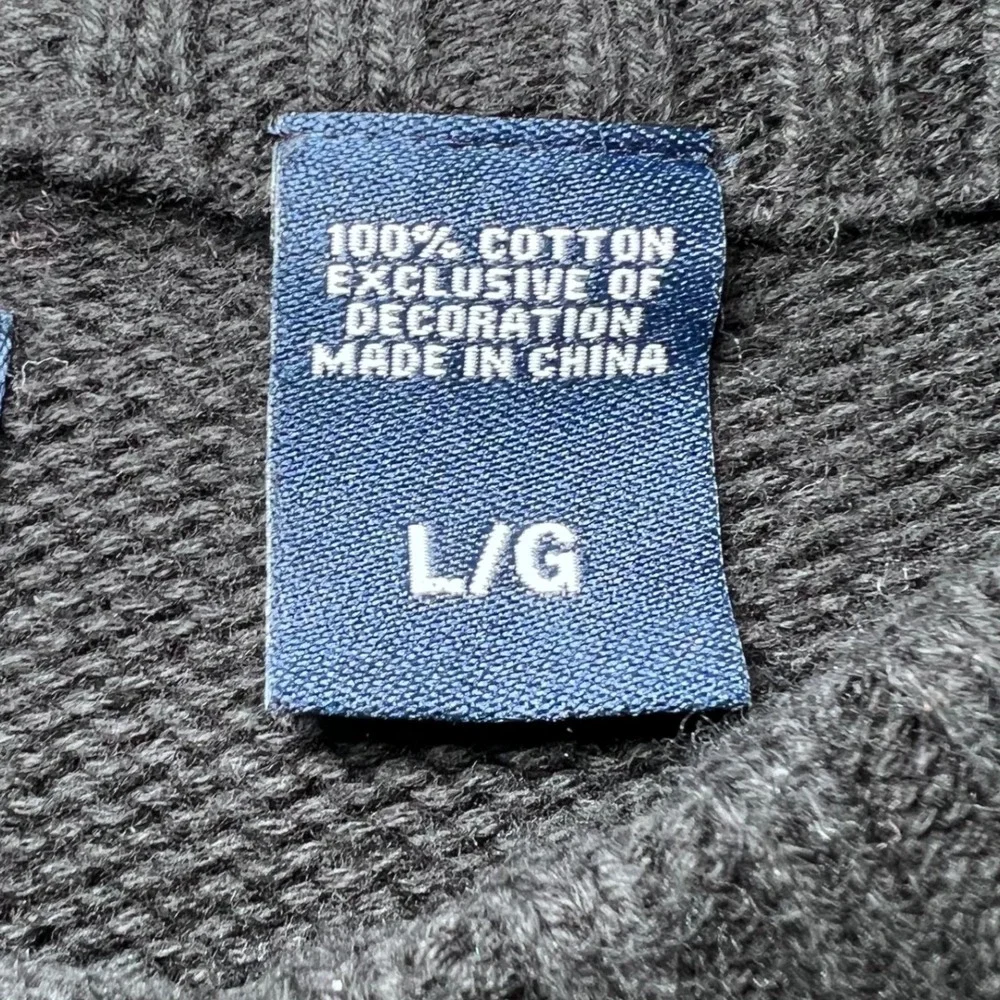 100% COTTON
EXCLUSIVE OF
DECORATION
MADE IN CHINA
L/G